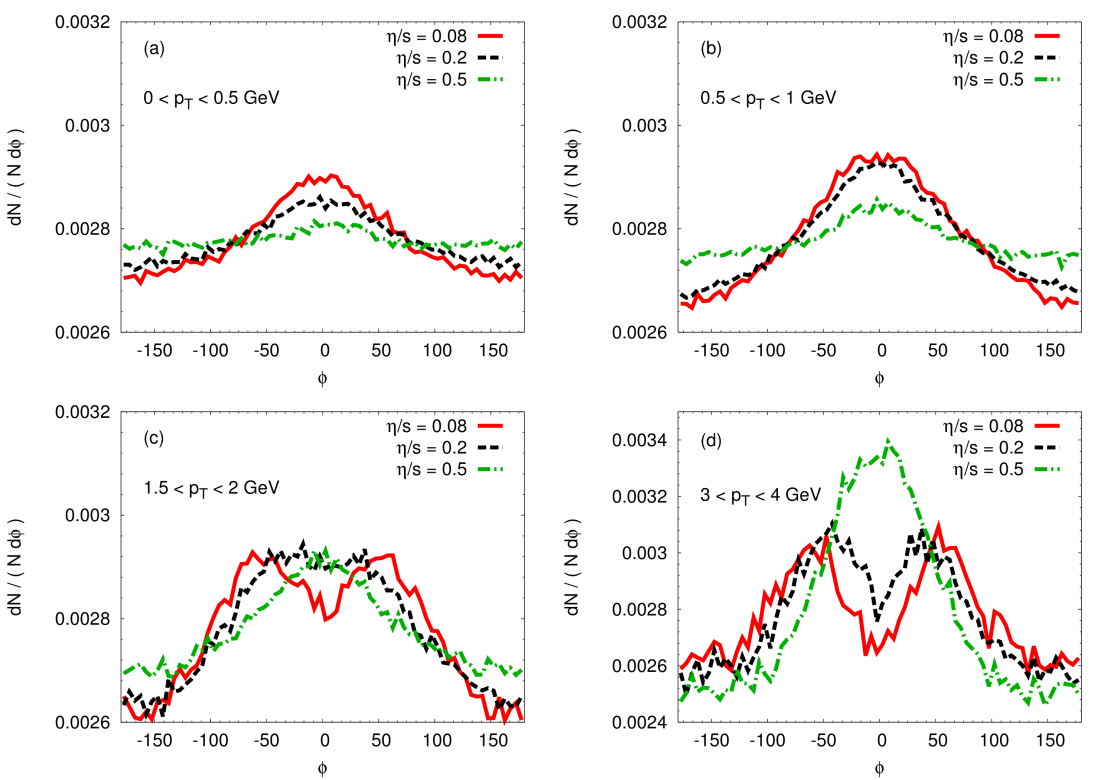 0.0032
0.003
0.0028
0.0026
dN / ( N dϕ)
(a)
0 < p_T < 0.5 GeV
η/s = 0.08
η/s = 0.2
η/s = 0.5
-150 -100 -50 0 50 100 150
ϕ
0.0032
0.003
0.0028
0.0026
dN / ( N dϕ)
(b)
0.5 < p_T < 1 GeV
η/s = 0.08
η/s = 0.2
η/s = 0.5
-150 -100 -50 0 50 100 150
ϕ
0.0032
0.003
0.0028
0.0026
dN / ( N dϕ)
(c)
1.5 < p_T < 2 GeV
η/s = 0.08
η/s = 0.2
η/s = 0.5
-150 -100 -50 0 50 100 150
ϕ
0.0034
0.0032
0.003
0.0028
0.0026
0.0024
dN / ( N dϕ)
(d)
3 < p_T < 4 GeV
η/s = 0.08
η/s = 0.2
η/s = 0.5
-150 -100 -50 0 50 100 150
ϕ